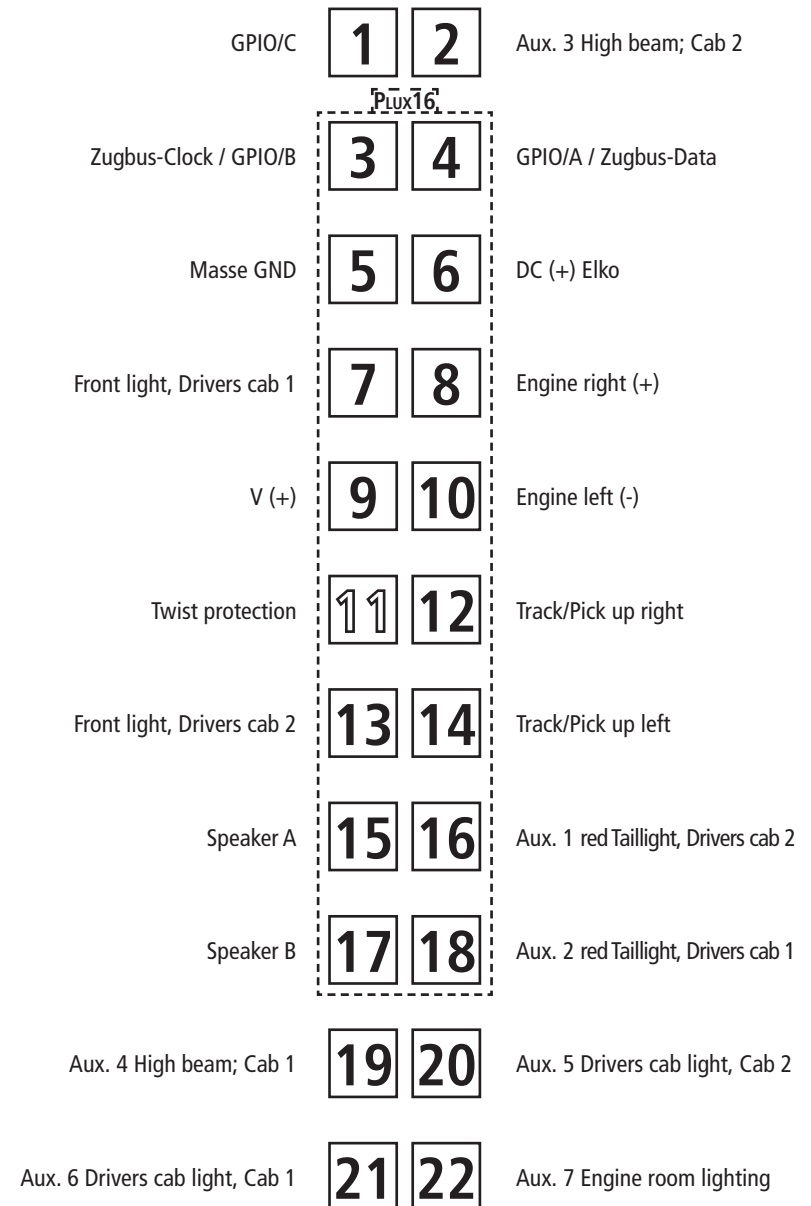 GPIO/C 1 2 Aux. 3 High beam; Cab 2
PLUX16
Zugbus-Clock / GPIO/B 3 4 GPIO/A / Zugbus-Data
Masse GND 5 6 DC (+) Elko
Front light, Drivers cab 1 7 8 Engine right (+)
V (+) 9 10 Engine left (-)
Twist protection 11 12 Track/Pick up right
Front light, Drivers cab 2 13 14 Track/Pick up left
Speaker A 15 16 Aux. 1 red Taillight, Drivers cab 2
Speaker B 17 18 Aux. 2 red Taillight, Drivers cab 1
Aux. 4 High beam; Cab 1 19 20 Aux. 5 Drivers cab light, Cab 2
Aux. 6 Drivers cab light, Cab 1 21 22 Aux. 7 Engine room lighting